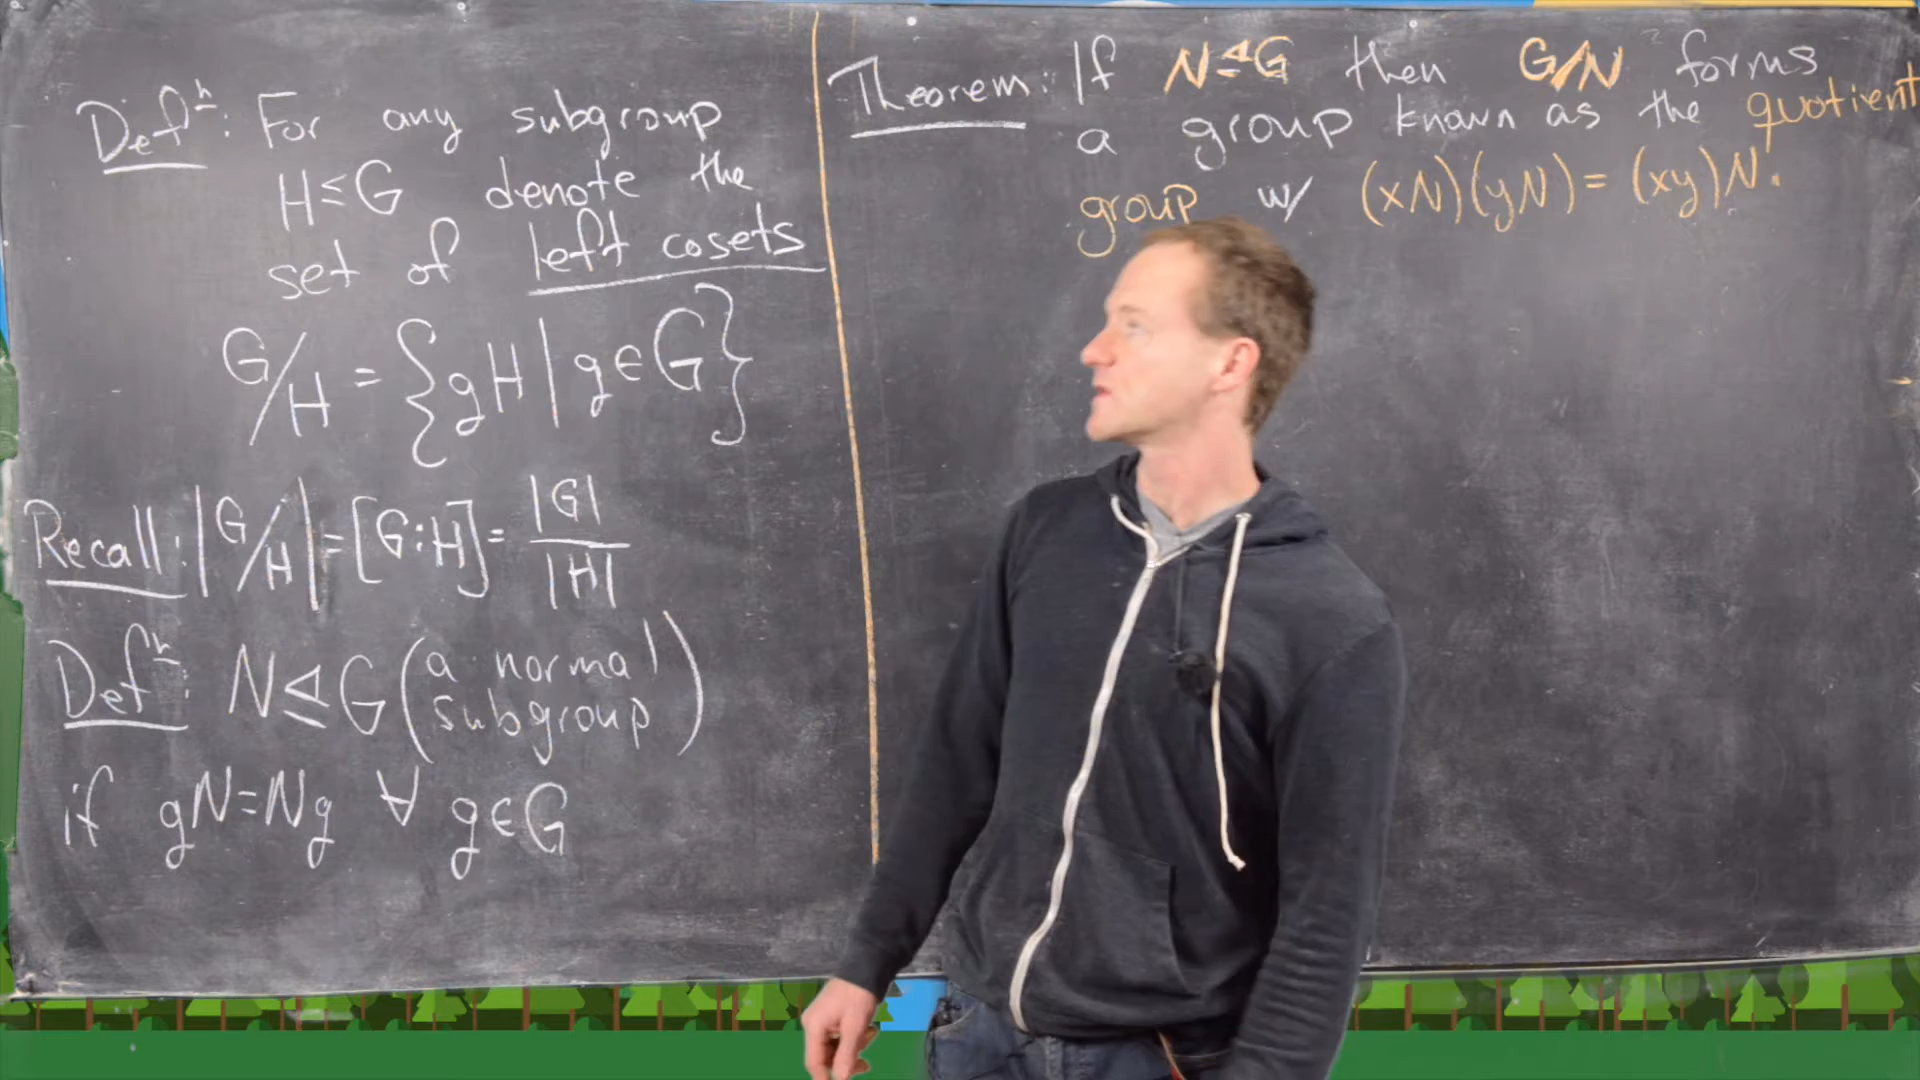 Defⁿ: For any subgroup
H≤G denote the
set of left cosets
G/H = {gH | g∈G}
Recall: |G/H| = [G:H] = |G|/|H|
Defⁿ: N⊴G (a normal subgroup)
if gN=Ng ∀ g∈G
Theorem: If N⊴G then G/N forms
a group known as the quotient
group w/ (xN)(yN) = (xy)N.